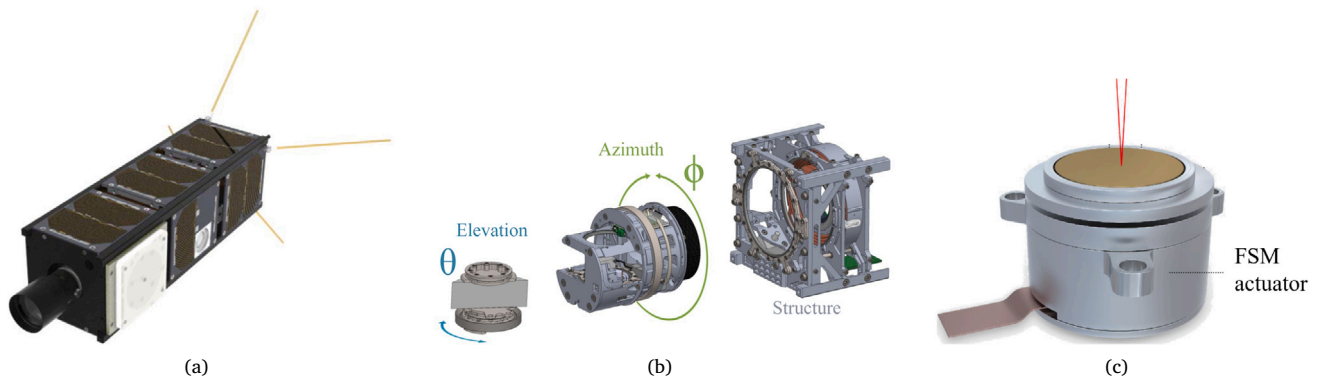 Azimuth
ϕ
Elevation
θ
Structure
FSM
actuator
(a)
(b)
(c)